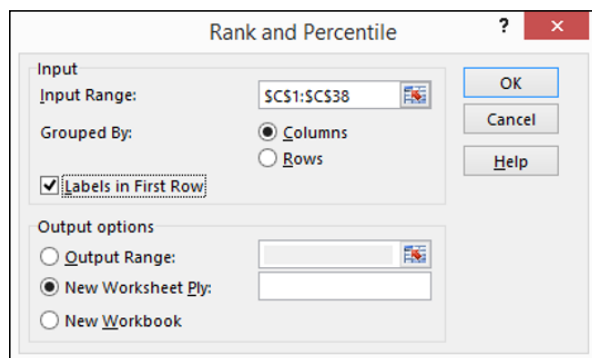 Rank and Percentile
?
Input
Input Range:
$C$1:$C$38
Grouped By:
Columns
Rows
Labels in First Row
Output options
Output Range:
New Worksheet Ply:
New Workbook
OK
Cancel
Help